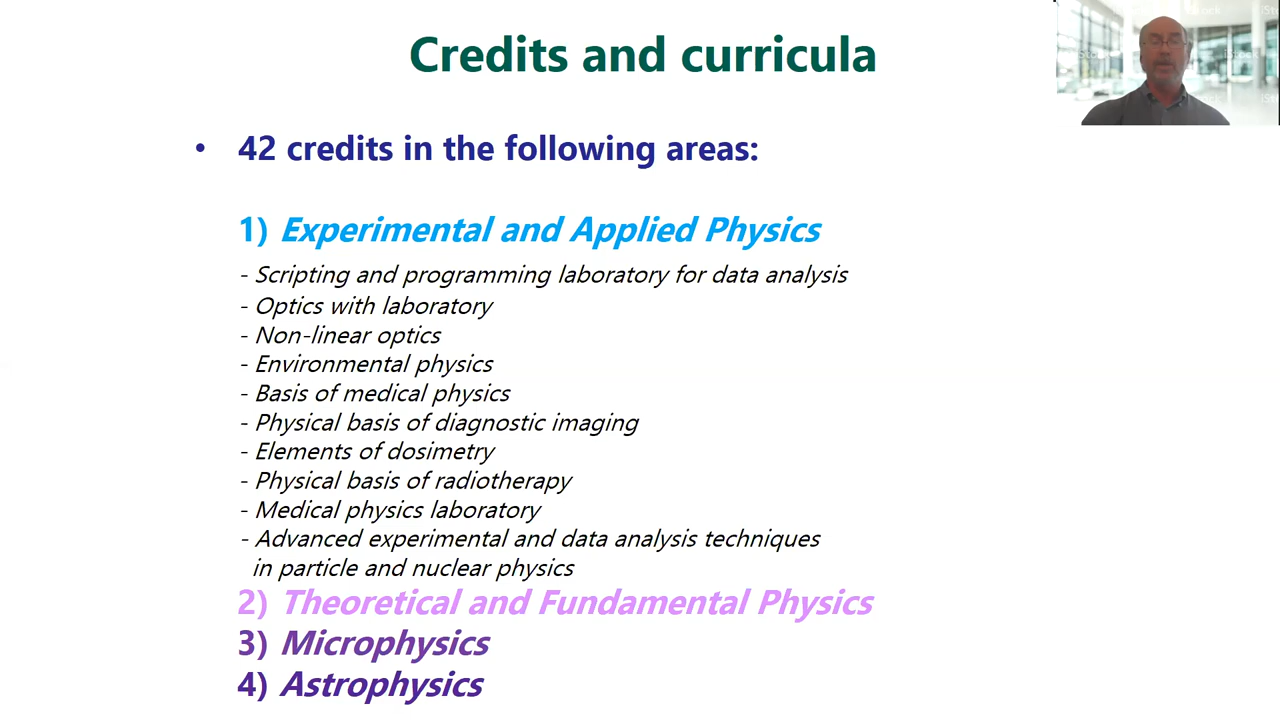 Credits and curricula
• 42 credits in the following areas:
1) Experimental and Applied Physics
- Scripting and programming laboratory for data analysis
- Optics with laboratory
- Non-linear optics
- Environmental physics
- Basis of medical physics
- Physical basis of diagnostic imaging
- Elements of dosimetry
- Physical basis of radiotherapy
- Medical physics laboratory
- Advanced experimental and data analysis techniques
in particle and nuclear physics
2) Theoretical and Fundamental Physics
3) Microphysics
4) Astrophysics